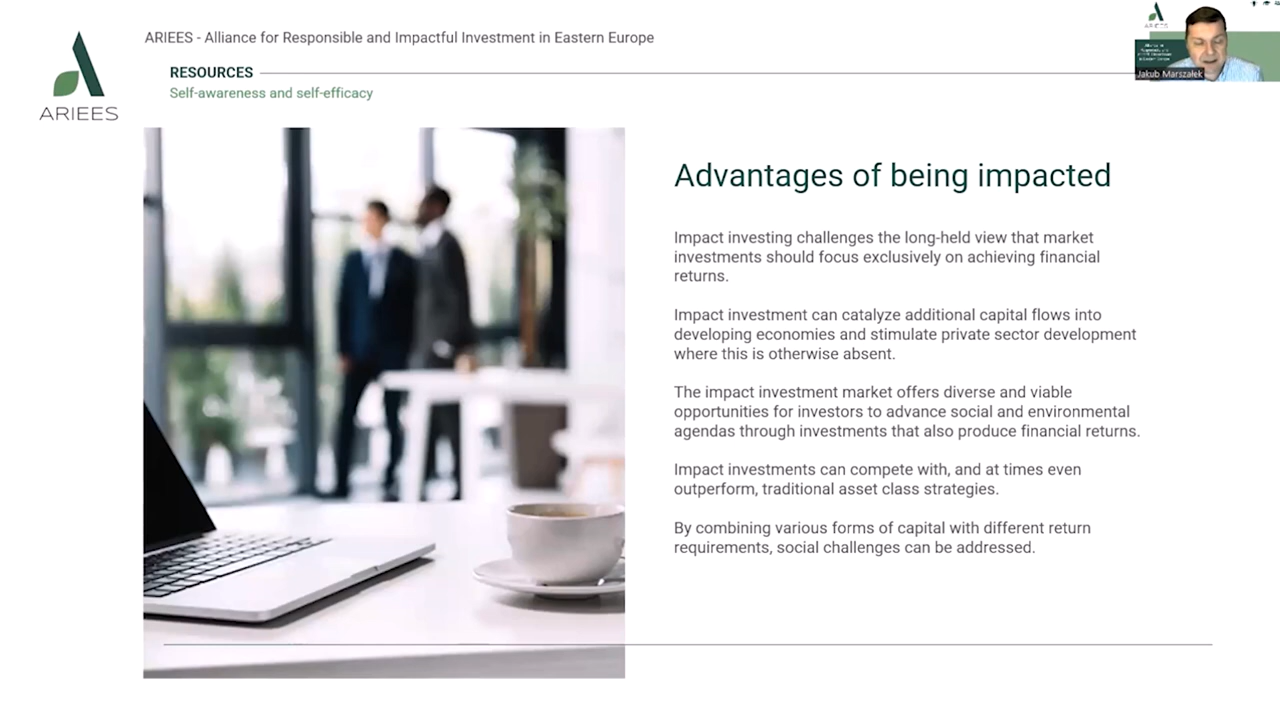 ARIEES - Alliance for Responsible and Impactful Investment in Eastern Europe
RESOURCES
Self-awareness and self-efficacy
ARIEES
ARIEES
Jakub Marszałek
Advantages of being impacted
Impact investing challenges the long-held view that market
investments should focus exclusively on achieving financial
returns.
Impact investment can catalyze additional capital flows into
developing economies and stimulate private sector development
where this is otherwise absent.
The impact investment market offers diverse and viable
opportunities for investors to advance social and environmental
agendas through investments that also produce financial returns.
Impact investments can compete with, and at times even
outperform, traditional asset class strategies.
By combining various forms of capital with different return
requirements, social challenges can be addressed.